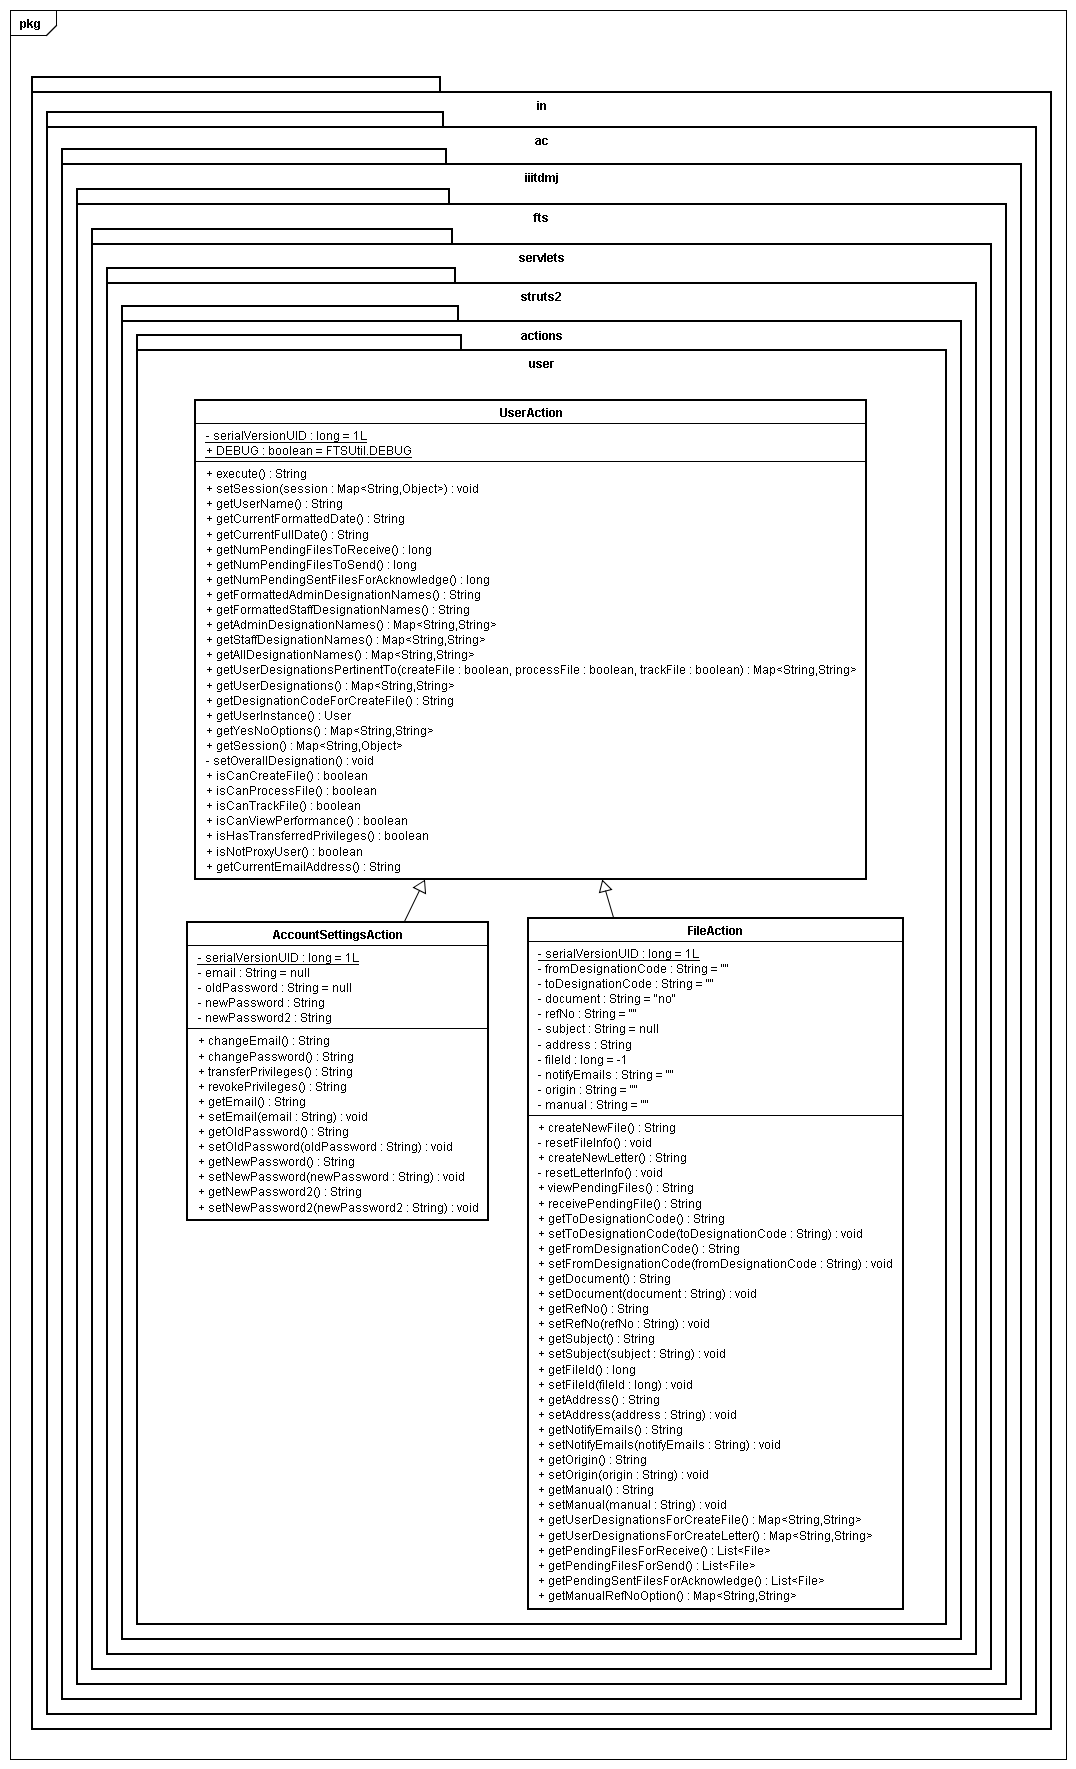 pkg
in
ac
iiitdmj
fts
servlets
struts2
actions
user
UserAction
- serialVersionUID : long = 1L
+ DEBUG : boolean = FTSUtil.DEBUG
+ execute() : String
+ setSession(session : Map<String,Object>) : void
+ getUserName() : String
+ getCurrentFormattedDate() : String
+ getCurrentFullDate() : String
+ getNumPendingFilesToReceive() : long
+ getNumPendingFilesToSend() : long
+ getNumPendingSentFilesForAcknowledge() : long
+ getFormattedAdminDesignationNames() : String
+ getFormattedStaffDesignationNames() : String
+ getAdminDesignationNames() : Map<String,String>
+ getStaffDesignationNames() : Map<String,String>
+ getAllDesignationNames() : Map<String,String>
+ getUserDesignationsPertinentTo(createFile : boolean, processFile : boolean, trackFile : boolean) : Map<String,String>
+ getUserDesignations() : Map<String,String>
+ getDesignationCodeForCreateFile() : String
+ getUserInstance() : User
+ getYesNoOptions() : Map<String,String>
+ getSession() : Map<String,Object>
- setOverallDesignation() : void
+ isCanCreateFile() : boolean
+ isCanProcessFile() : boolean
+ isCanTrackFile() : boolean
+ isCanViewPerformance() : boolean
+ isHasTransferredPrivileges() : boolean
+ isNotProxyUser() : boolean
+ getCurrentEmailAddress() : String
AccountSettingsAction
- serialVersionUID : long = 1L
- email : String = null
- oldPassword : String = null
- newPassword : String
- newPassword2 : String
+ changeEmail() : String
+ changePassword() : String
+ transferPrivileges() : String
+ revokePrivileges() : String
+ getEmail() : String
+ setEmail(email : String) : void
+ getOldPassword() : String
+ setOldPassword(oldPassword : String) : void
+ getNewPassword() : String
+ setNewPassword(newPassword : String) : void
+ getNewPassword2() : String
+ setNewPassword2(newPassword2 : String) : void
FileAction
- serialVersionUID : long = 1L
- fromDesignationCode : String = ""
- toDesignationCode : String = ""
- document : String = "no"
- refNo : String = ""
- subject : String = null
- address : String
- fileId : long = -1
- notifyEmails : String = ""
- origin : String = ""
- manual : String = ""
+ createNewFile() : String
- resetFileInfo() : void
+ createNewLetter() : String
- resetLetterInfo() : void
+ viewPendingFiles() : String
+ receivePendingFile() : String
+ getToDesignationCode() : String
+ setToDesignationCode(toDesignationCode : String) : void
+ getFromDesignationCode() : String
+ setFromDesignationCode(fromDesignationCode : String) : void
+ getDocument() : String
+ setDocument(document : String) : void
+ getRefNo() : String
+ setRefNo(refNo : String) : void
+ getSubject() : String
+ setSubject(subject : String) : void
+ getFileId() : long
+ setFileId(fileId : long) : void
+ getAddress() : String
+ setAddress(address : String) : void
+ getNotifyEmails() : String
+ setNotifyEmails(notifyEmails : String) : void
+ getOrigin() : String
+ setOrigin(origin : String) : void
+ getManual() : String
+ setManual(manual : String) : void
+ getUserDesignationsForCreateFile() : Map<String,String>
+ getUserDesignationsForCreateLetter() : Map<String,String>
+ getPendingFilesForReceive() : List<File>
+ getPendingFilesForSend() : List<File>
+ getPendingSentFilesForAcknowledge() : List<File>
+ getManualRefNoOption() : Map<String,String>